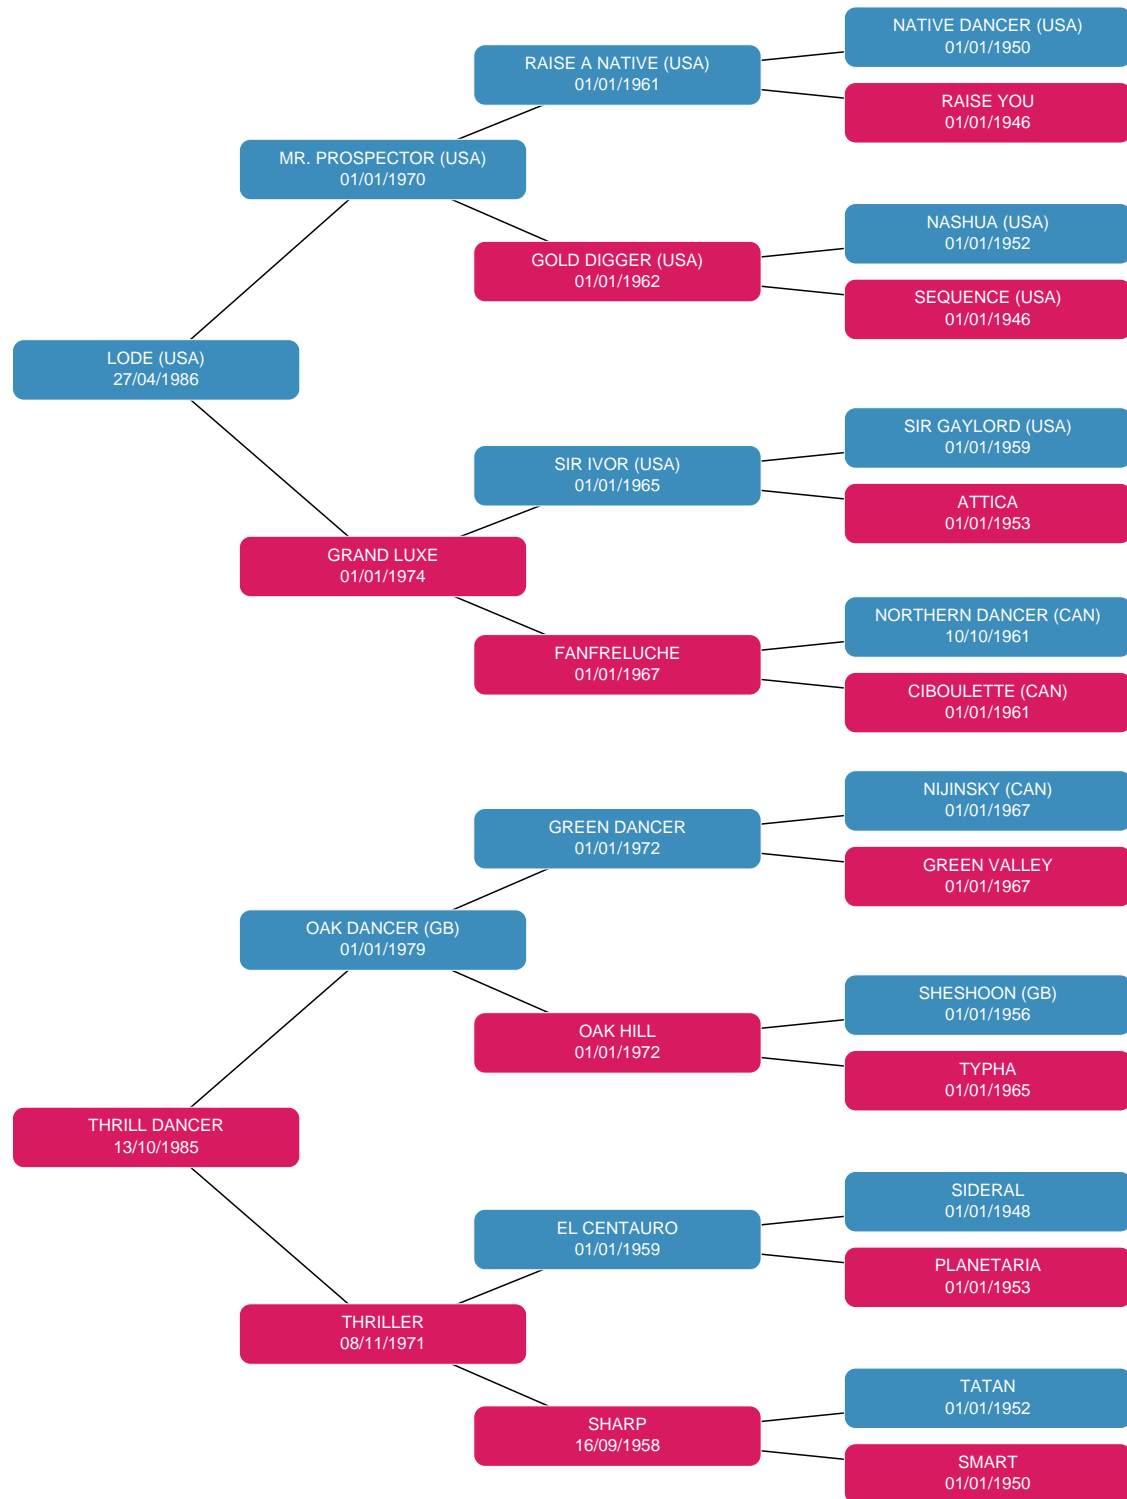 NATIVE DANCER (USA)
01/01/1950
RAISE A NATIVE (USA)
01/01/1961
RAISE YOU
01/01/1946
MR. PROSPECTOR (USA)
01/01/1970
NASHUA (USA)
01/01/1952
GOLD DIGGER (USA)
01/01/1962
SEQUENCE (USA)
01/01/1946
LODE (USA)
27/04/1986
SIR GAYLORD (USA)
01/01/1959
SIR IVOR (USA)
01/01/1965
ATTICA
01/01/1953
GRAND LUXE
01/01/1974
NORTHERN DANCER (CAN)
10/10/1961
FANFRELUCHE
01/01/1967
CIBOULETTE (CAN)
01/01/1961
NIJINSKY (CAN)
01/01/1967
GREEN DANCER
01/01/1972
GREEN VALLEY
01/01/1967
OAK DANCER (GB)
01/01/1979
SHESHOON (GB)
01/01/1956
OAK HILL
01/01/1972
TYPHA
01/01/1965
THRILL DANCER
13/10/1985
SIDERAL
01/01/1948
EL CENTAURO
01/01/1959
PLANETARIA
01/01/1953
THRILLER
08/11/1971
TATAN
01/01/1952
SHARP
16/09/1958
SMART
01/01/1950